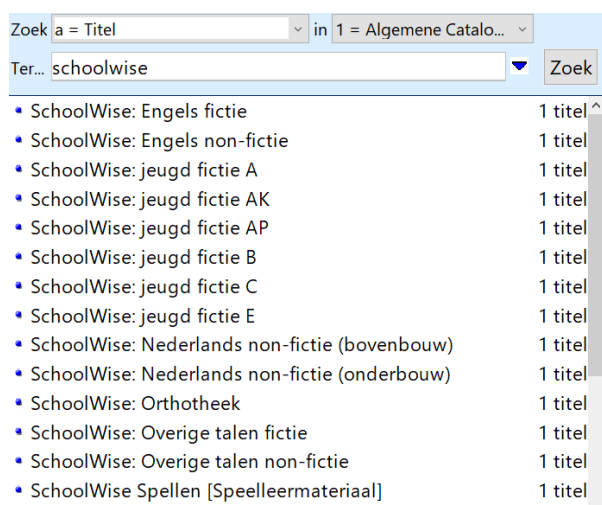 Zoek a = Titel in 1 = Algemene Catalo...
Ter... schoolwise Zoek
SchoolWise: Engels fictie 1 titel
SchoolWise: Engels non-fictie 1 titel
SchoolWise: jeugd fictie A 1 titel
SchoolWise: jeugd fictie AK 1 titel
SchoolWise: jeugd fictie AP 1 titel
SchoolWise: jeugd fictie B 1 titel
SchoolWise: jeugd fictie C 1 titel
SchoolWise: jeugd fictie E 1 titel
SchoolWise: Nederlands non-fictie (bovenbouw) 1 titel
SchoolWise: Nederlands non-fictie (onderbouw) 1 titel
SchoolWise: Orthotheek 1 titel
SchoolWise: Overige talen fictie 1 titel
SchoolWise: Overige talen non-fictie 1 titel
SchoolWise Spellen [Speelleermateriaal] 1 titel